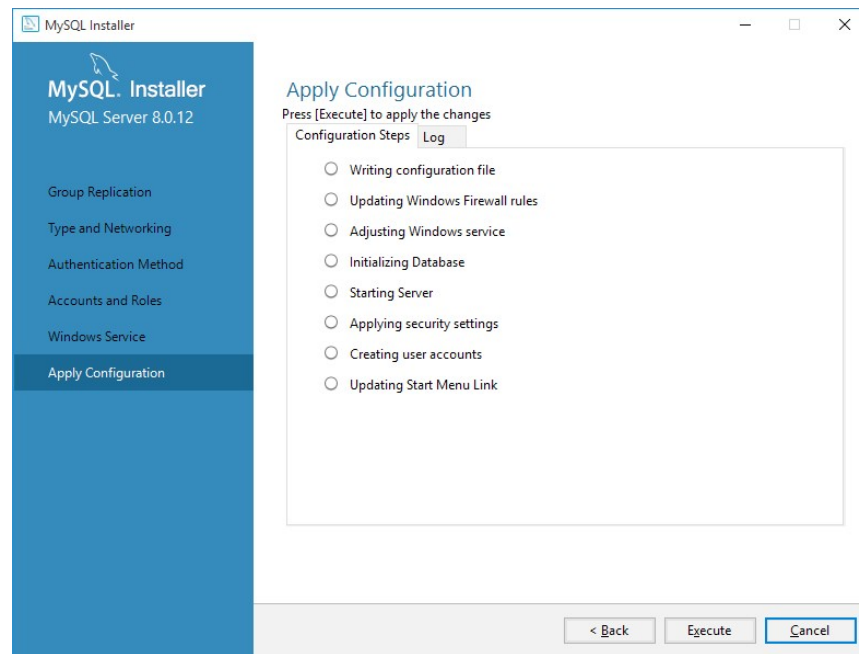 MySQL Installer
MySQL. Installer
MySQL Server 8.0.12
Group Replication
Type and Networking
Authentication Method
Accounts and Roles
Windows Service
Apply Configuration
Apply Configuration
Press [Execute] to apply the changes
Configuration Steps Log
Writing configuration file
Updating Windows Firewall rules
Adjusting Windows service
Initializing Database
Starting Server
Applying security settings
Creating user accounts
Updating Start Menu Link
< Back Execute Cancel